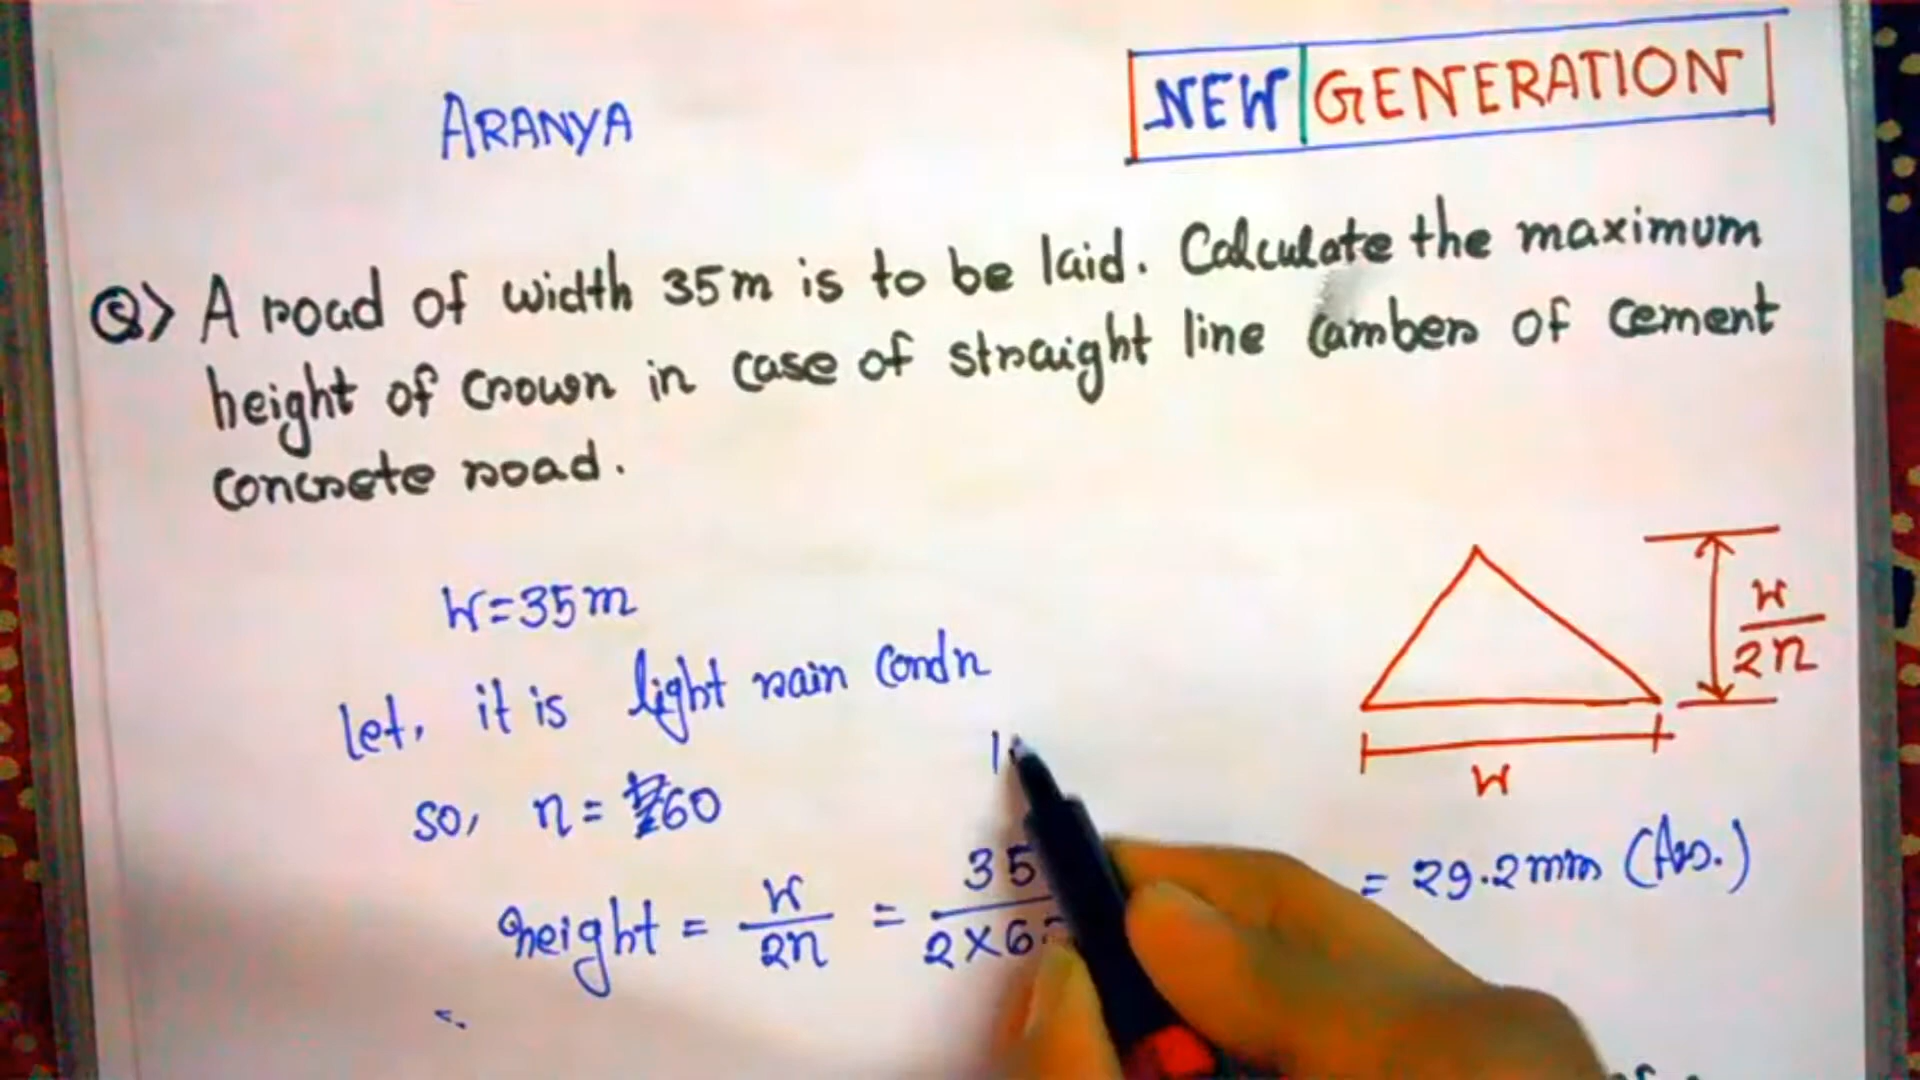 ARANYA
NEW GENERATION
Q> A road of width 35m is to be laid. Calculate the maximum
height of crown in case of straight line camber of cement
concrete road.
W=35m
let, it is light rain condn
so, n = 60
height = W/2n = 35
2×6
= 29.2mm (Ans.)
W/2n
W